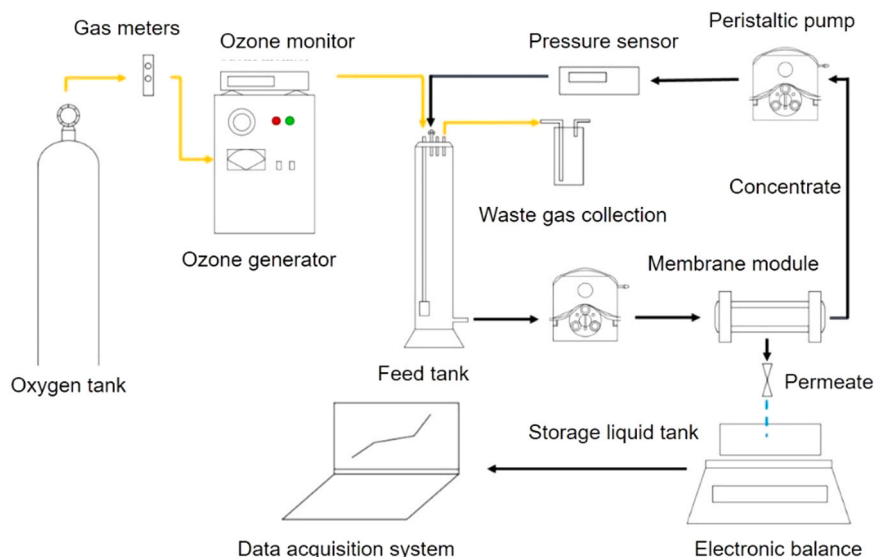 Peristaltic pump
Gas meters
Ozone monitor
Pressure sensor
Concentrate
Waste gas collection
Ozone generator
Membrane module
Oxygen tank
Feed tank
Permeate
Storage liquid tank
Data acquisition system
Electronic balance